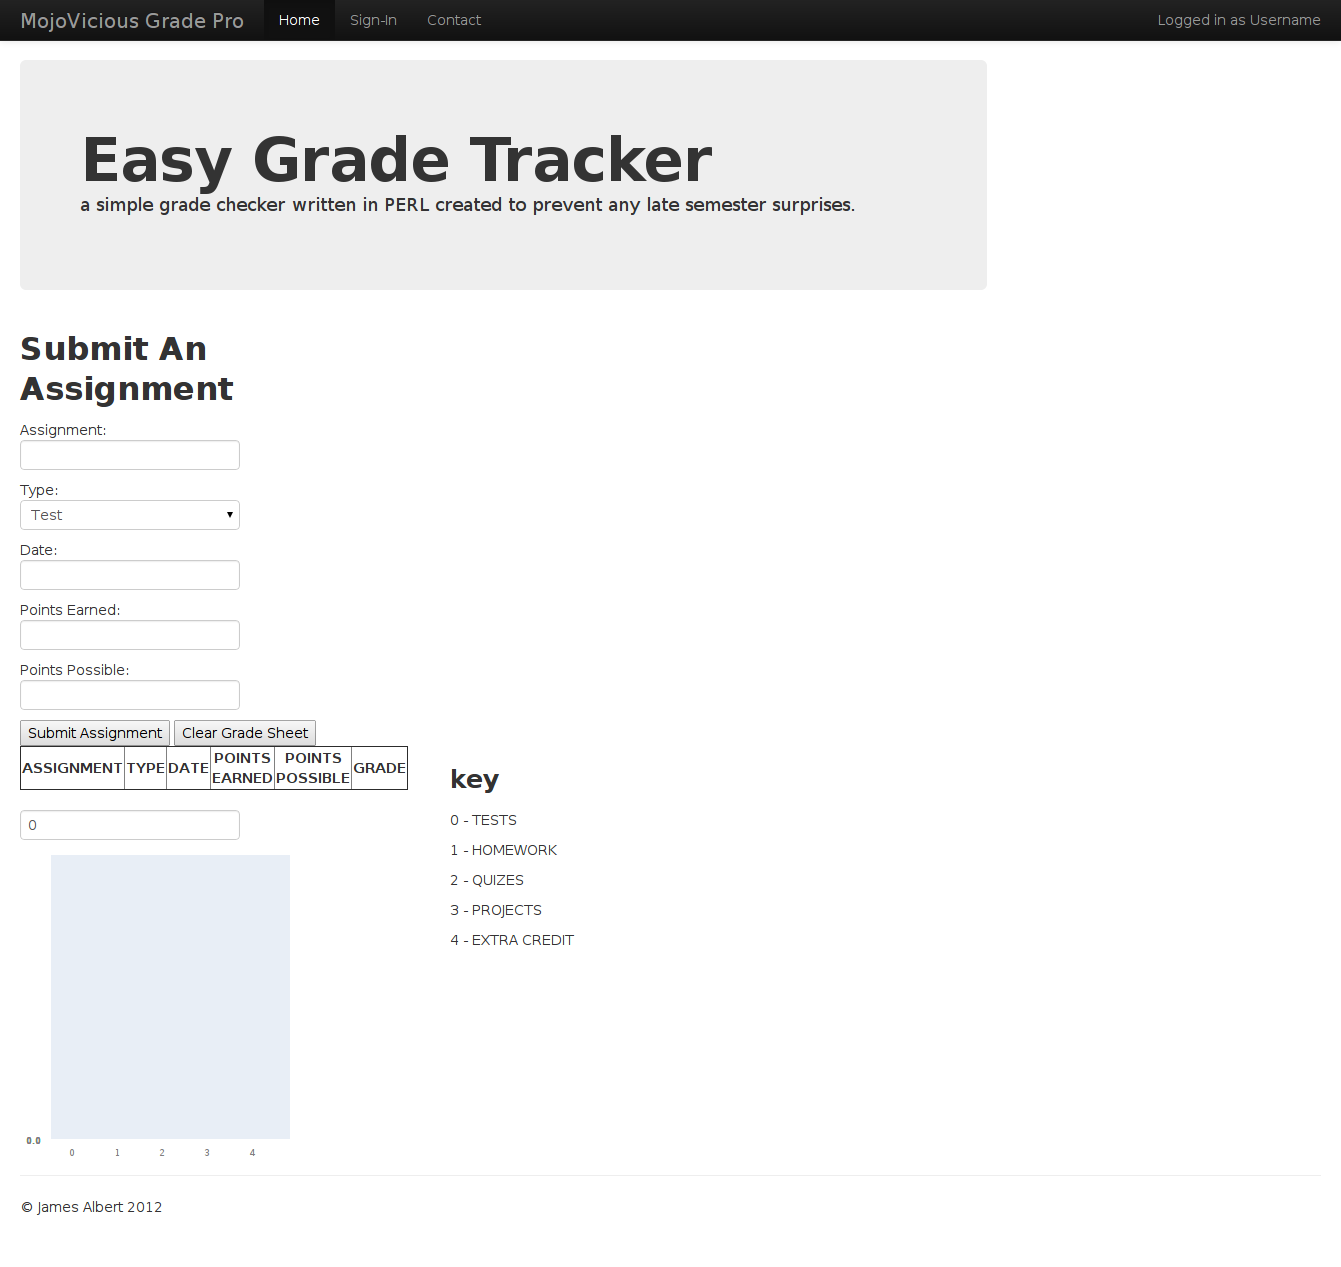 MojoVicious Grade Pro Home Sign-In Contact Logged in as Username
Easy Grade Tracker
a simple grade checker written in PERL created to prevent any late semester surprises.
Submit An
Assignment
Assignment:
Type:
Test
Date:
Points Earned:
Points Possible:
Submit Assignment Clear Grade Sheet
ASSIGNMENT TYPE DATE POINTS EARNED POINTS POSSIBLE GRADE
0
key
0 - TESTS
1 - HOMEWORK
2 - QUIZES
3 - PROJECTS
4 - EXTRA CREDIT
0.0
0 1 2 3 4
© James Albert 2012